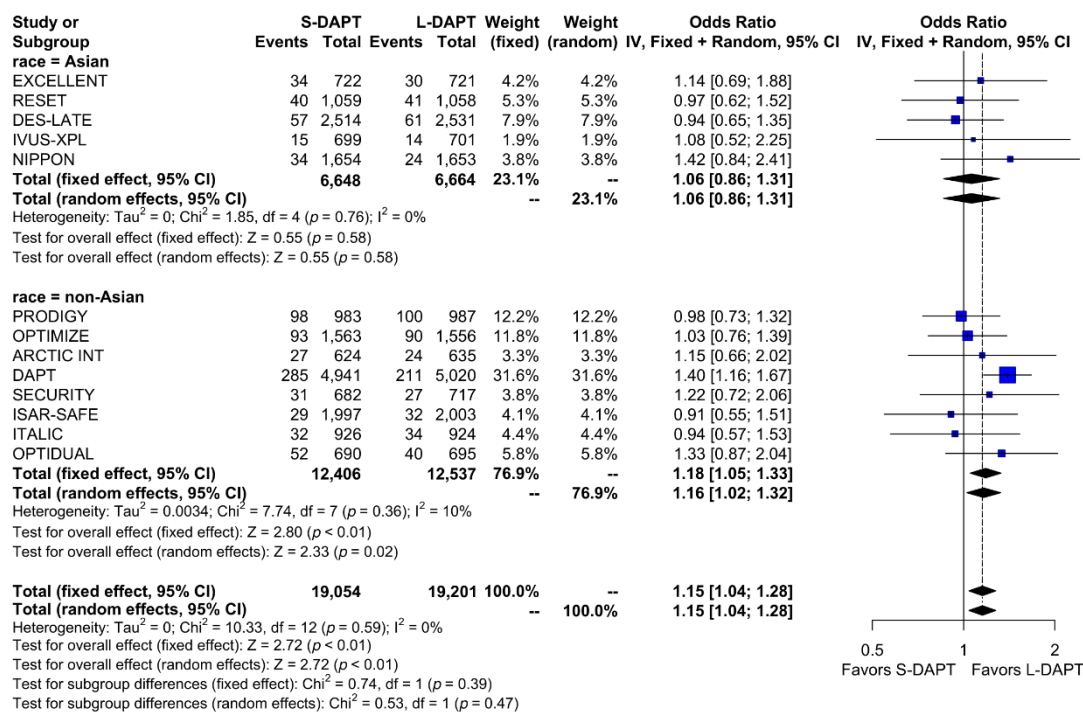 Study or S-DAPT L-DAPT Weight Weight Odds Ratio Odds Ratio
Subgroup Events Total Events Total (fixed) (random) IV, Fixed + Random, 95% CI IV, Fixed + Random, 95% CI
race = Asian
EXCELLENT 34 722 30 721 4.2% 4.2% 1.14 [0.69; 1.88]
RESET 40 1,059 41 1,058 5.3% 5.3% 0.97 [0.62; 1.52]
DES-LATE 57 2,514 61 2,531 7.9% 7.9% 0.94 [0.65; 1.35]
IVUS-XPL 15 699 14 701 1.9% 1.9% 1.08 [0.52; 2.25]
NIPPON 34 1,654 24 1,653 3.8% 3.8% 1.42 [0.84; 2.41]
Total (fixed effect, 95% CI) 6,648 6,664 23.1% -- 1.06 [0.86; 1.31]
Total (random effects, 95% CI) -- 23.1% 1.06 [0.86; 1.31]
Heterogeneity: Tau² = 0; Chi² = 1.85, df = 4 (p = 0.76); I² = 0%
Test for overall effect (fixed effect): Z = 0.55 (p = 0.58)
Test for overall effect (random effects): Z = 0.55 (p = 0.58)
race = non-Asian
PRODIGY 98 983 100 987 12.2% 12.2% 0.98 [0.73; 1.32]
OPTIMIZE 93 1,563 90 1,556 11.8% 11.8% 1.03 [0.76; 1.39]
ARCTIC INT 27 624 24 635 3.3% 3.3% 1.15 [0.66; 2.02]
DAPT 285 4,941 211 5,020 31.6% 31.6% 1.40 [1.16; 1.67]
SECURITY 31 682 27 717 3.8% 3.8% 1.22 [0.72; 2.06]
ISAR-SAFE 29 1,997 32 2,003 4.1% 4.1% 0.91 [0.55; 1.51]
ITALIC 32 926 34 924 4.4% 4.4% 0.94 [0.57; 1.53]
OPTIDUAL 52 690 40 695 5.8% 5.8% 1.33 [0.87; 2.04]
Total (fixed effect, 95% CI) 12,406 12,537 76.9% -- 1.18 [1.05; 1.33]
Total (random effects, 95% CI) -- 76.9% 1.16 [1.02; 1.32]
Heterogeneity: Tau² = 0.0034; Chi² = 7.74, df = 7 (p = 0.36); I² = 10%
Test for overall effect (fixed effect): Z = 2.80 (p < 0.01)
Test for overall effect (random effects): Z = 2.33 (p = 0.02)
Total (fixed effect, 95% CI) 19,054 19,201 100.0% -- 1.15 [1.04; 1.28]
Total (random effects, 95% CI) -- 100.0% 1.15 [1.04; 1.28]
Heterogeneity: Tau² = 0; Chi² = 10.33, df = 12 (p = 0.59); I² = 0%
Test for overall effect (fixed effect): Z = 2.72 (p < 0.01)
Test for overall effect (random effects): Z = 2.72 (p < 0.01)
Test for subgroup differences (fixed effect): Chi² = 0.74, df = 1 (p = 0.39)
Test for subgroup differences (random effects): Chi² = 0.53, df = 1 (p = 0.47)
0.5 1 2
Favors S-DAPT Favors L-DAPT